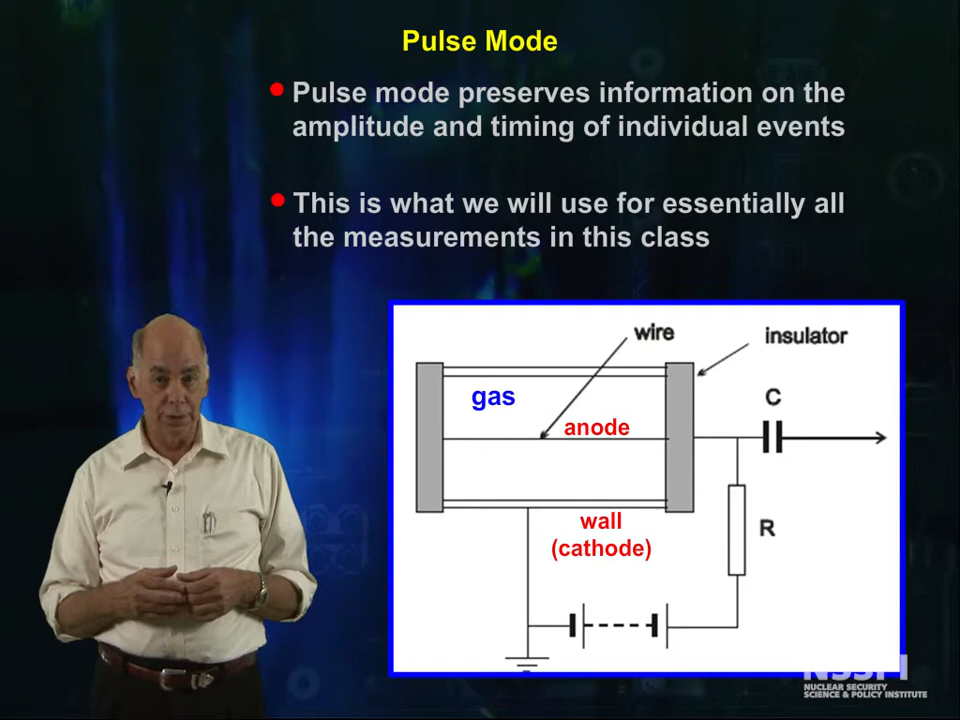 Pulse Mode
Pulse mode preserves information on the
amplitude and timing of individual events
This is what we will use for essentially all
the measurements in this class
wire
insulator
gas
C
anode
wall
(cathode)
R
NSSPI
NUCLEAR SECURITY
SCIENCE & POLICY INSTITUTE